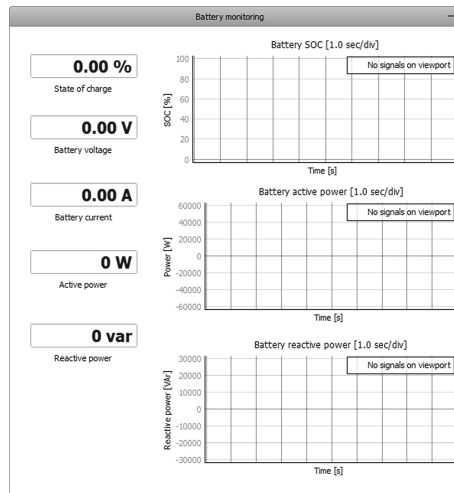 Battery monitoring
0.00 %
State of charge
0.00 V
Battery voltage
0.00 A
Battery current
0 W
Active power
0 var
Reactive power
Battery SOC [1.0 sec/div]
No signals on viewport
SOC [%]
100
80
60
40
20
0
Time [s]
Battery active power [1.0 sec/div]
No signals on viewport
Power [W]
60000
40000
20000
0
-20000
-40000
-60000
Time [s]
Battery reactive power [1.0 sec/div]
No signals on viewport
Reactive power [VAr]
30000
20000
10000
0
-10000
-20000
-30000
Time [s]